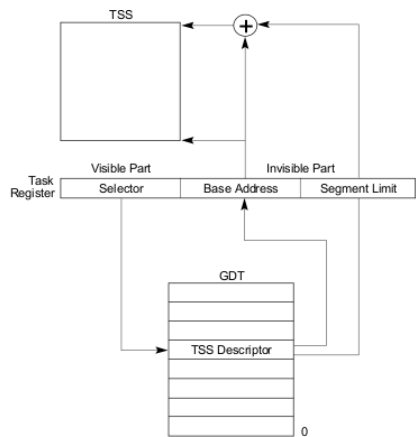 TSS
+
Visible Part
Invisible Part
Task
Register
Selector
Base Address
Segment Limit
GDT
TSS Descriptor
0